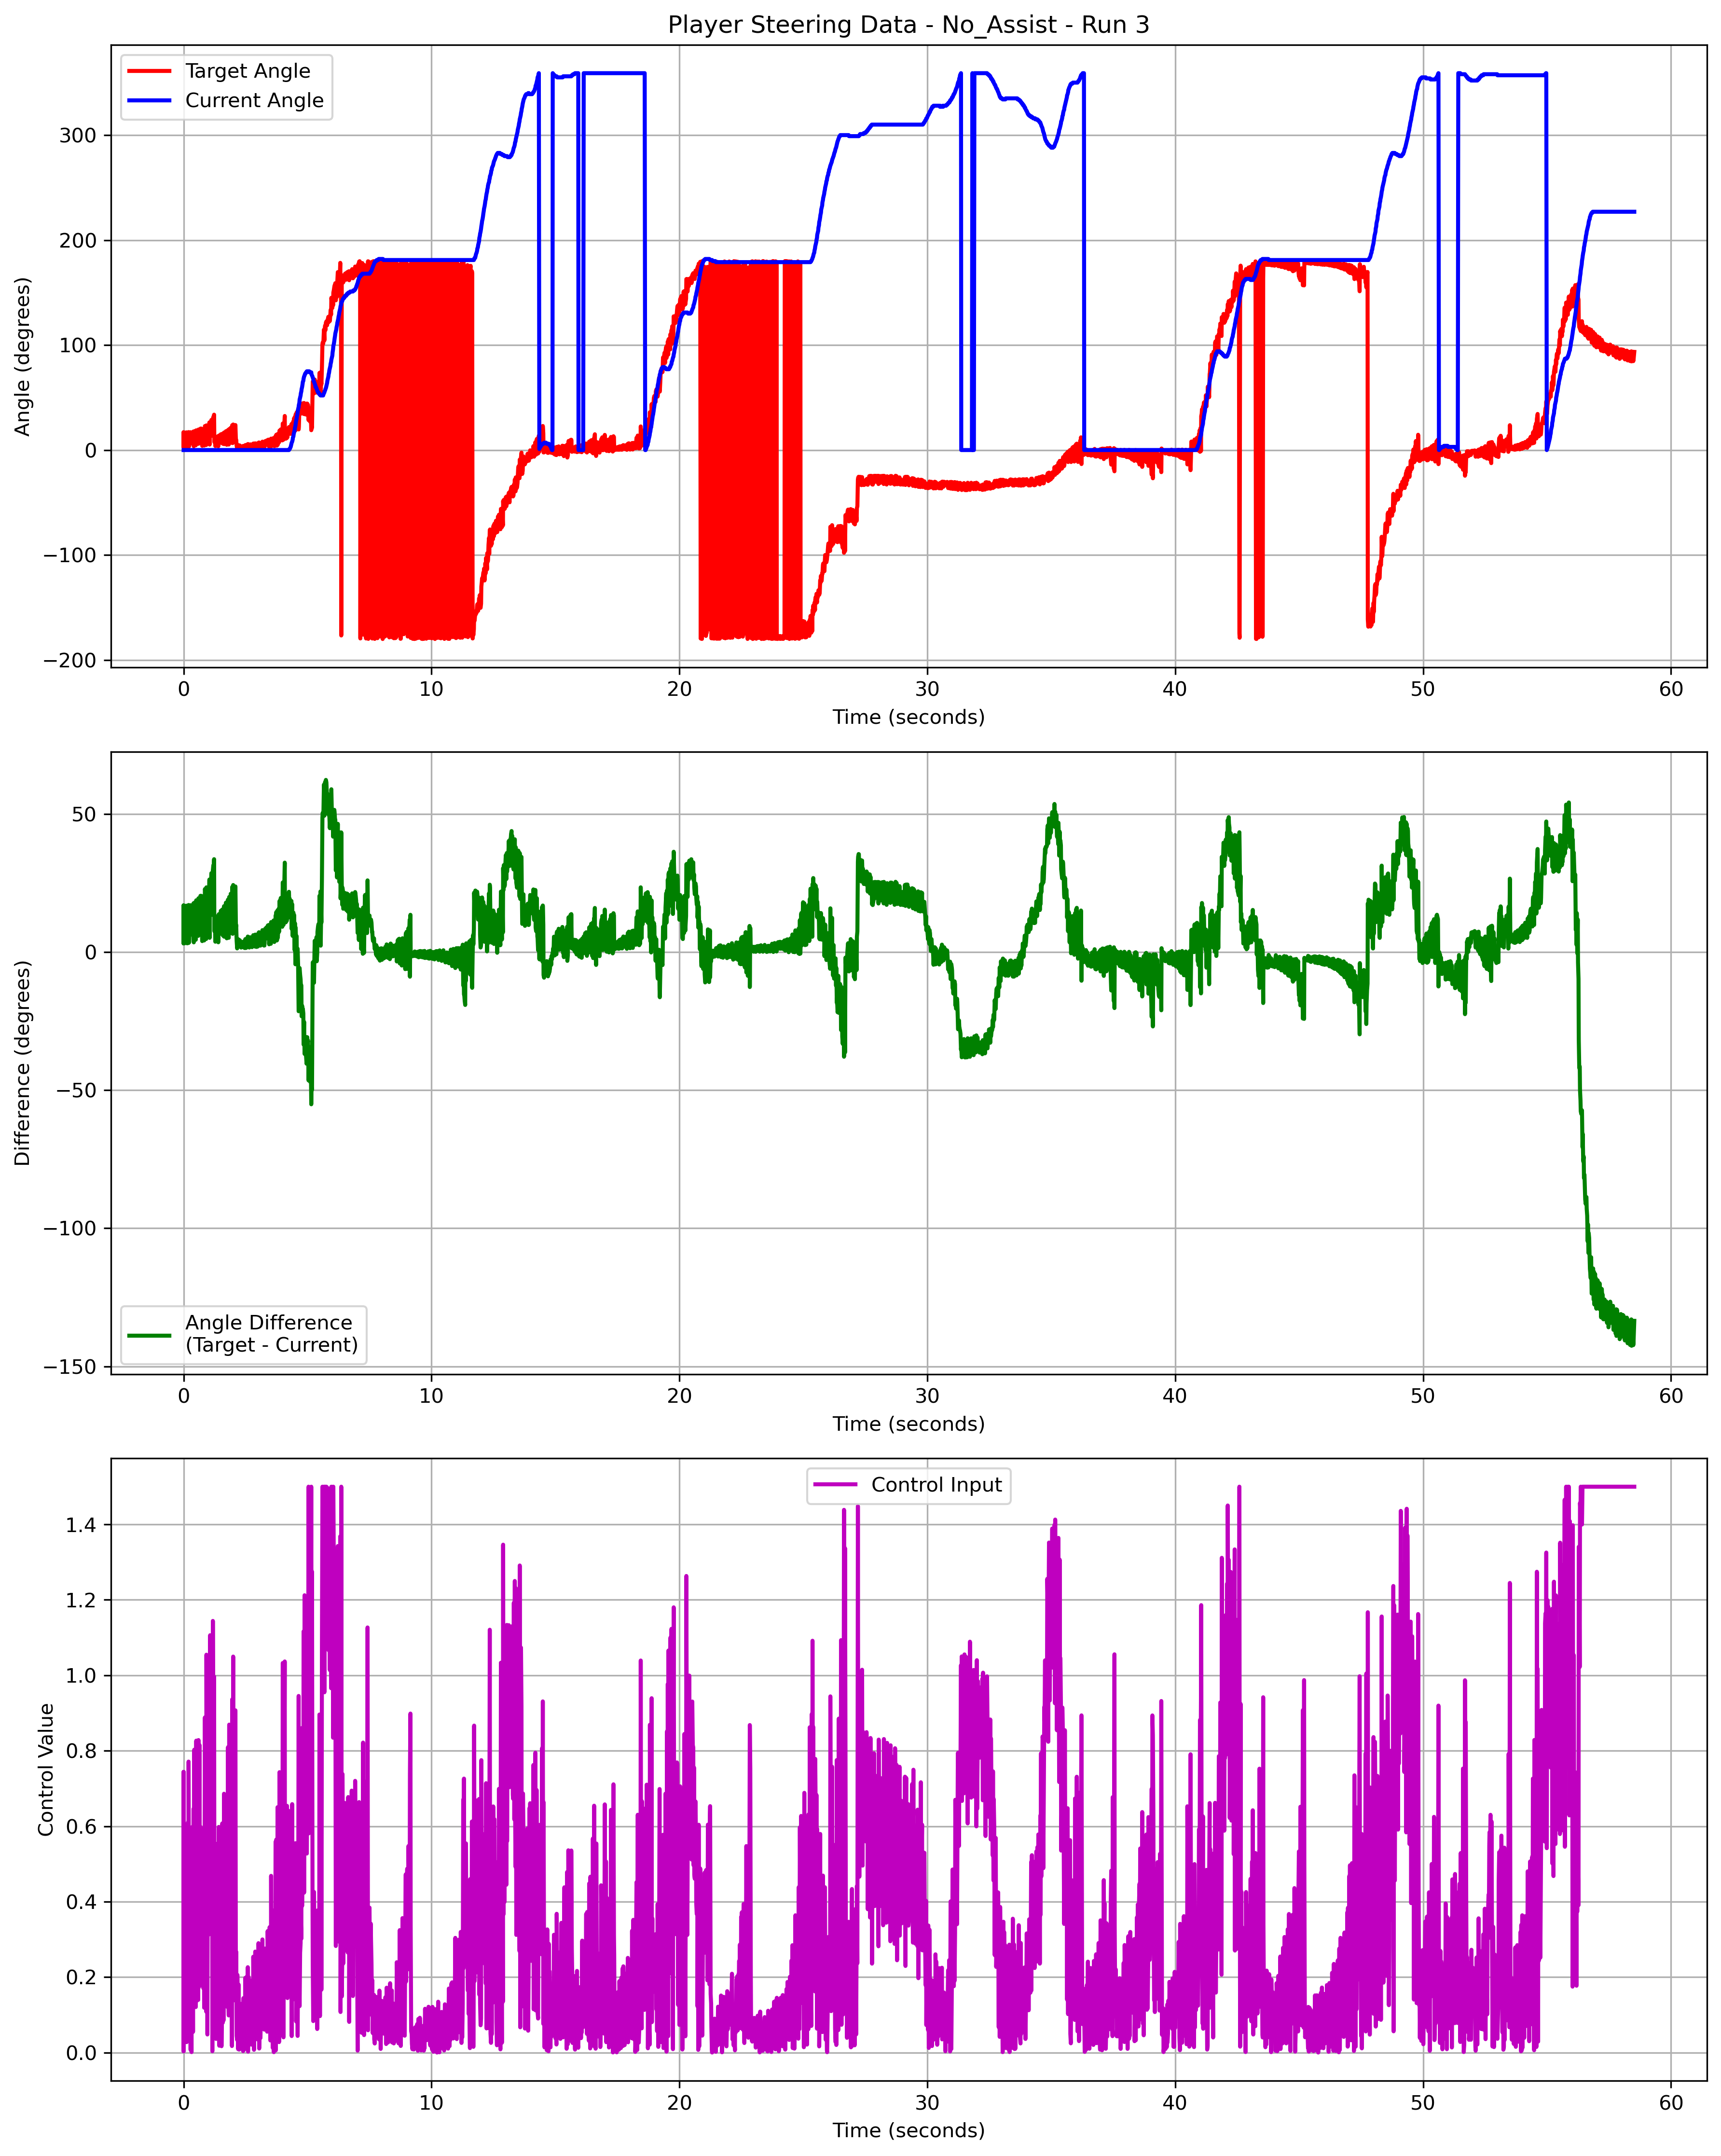 Player Steering Data - No_Assist - Run 3
Target Angle
Current Angle
Angle (degrees)
300
200
100
0
−100
−200
0 10 20 30 40 50 60
Time (seconds)
Difference (degrees)
50
0
−50
−100
−150
Angle Difference
(Target - Current)
0 10 20 30 40 50 60
Time (seconds)
Control Input
Control Value
1.4
1.2
1.0
0.8
0.6
0.4
0.2
0.0
0 10 20 30 40 50 60
Time (seconds)